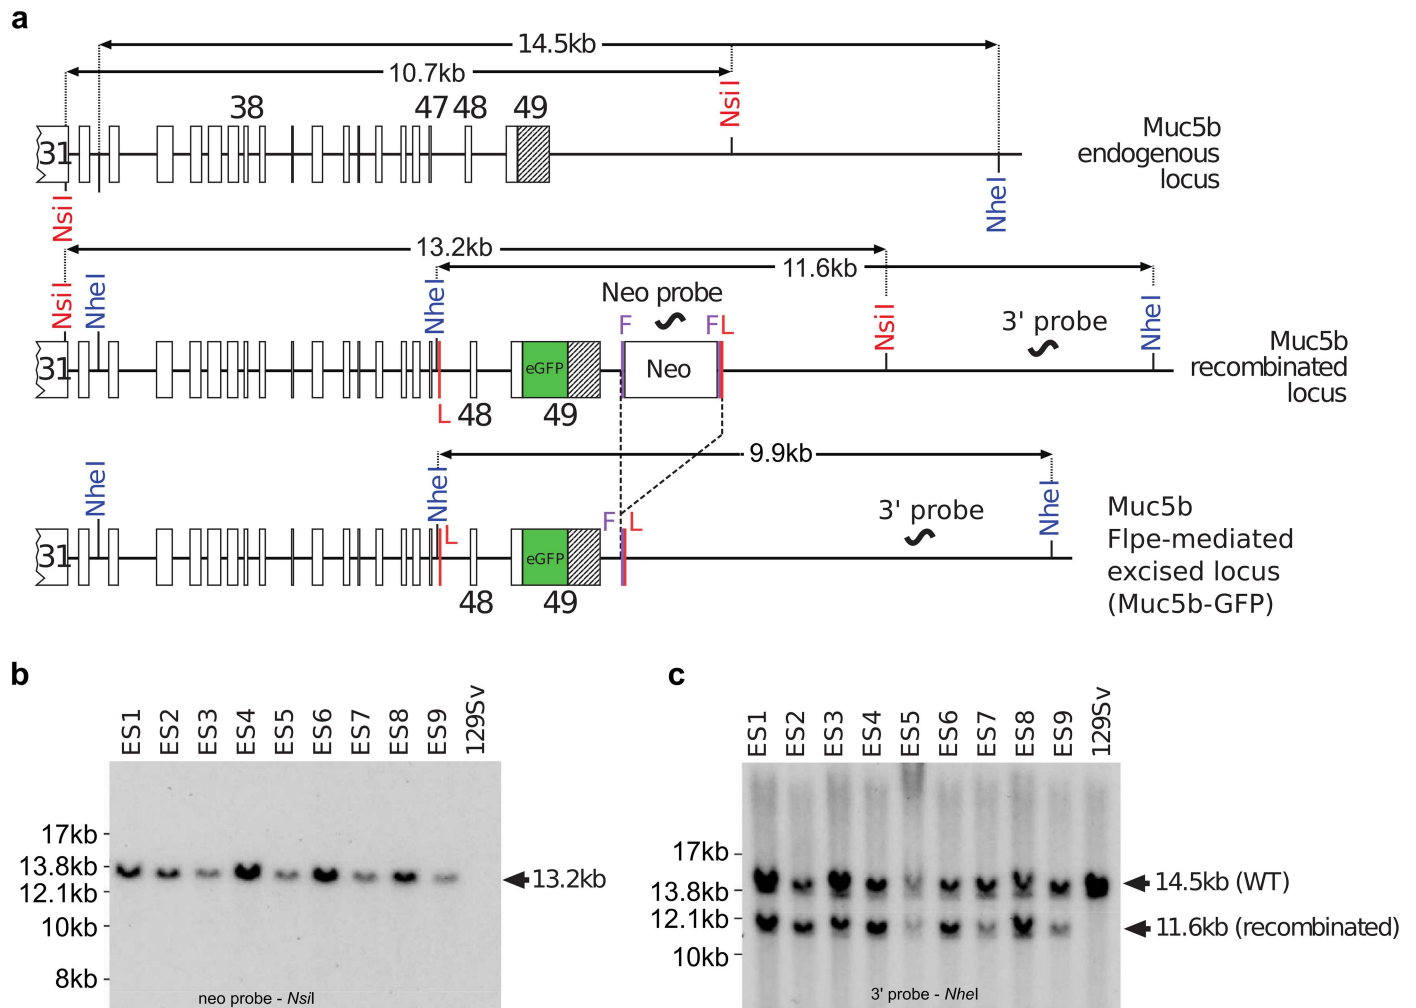 a
14.5kb
10.7kb
38 47 48 49
NsiI
31
Muc5b
endogenous
locus
NsiI
NheI
13.2kb
11.6kb
NsiI NheI NheI
Neo probe
F F L
NsiI
3' probe
NheI
31
eGFP
Neo
Muc5b
recombinated
locus
L 48 49
9.9kb
NheI NheI
L
F L
3' probe
NheI
31
eGFP
48 49
Muc5b
Flpe-mediated
excised locus
(Muc5b-GFP)
b
ES1 ES2 ES3 ES4 ES5 ES6 ES7 ES8 ES9 129Sv
17kb
13.8kb
12.1kb
10kb
8kb
13.2kb
neo probe - NsiI
c
ES1 ES2 ES3 ES4 ES5 ES6 ES7 ES8 ES9 129Sv
17kb
13.8kb
12.1kb
10kb
14.5kb (WT)
11.6kb (recombinated)
3' probe - NheI